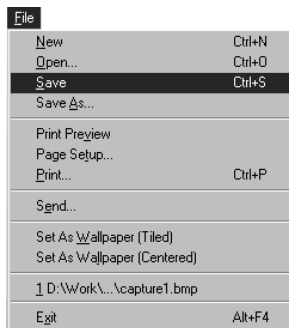 File
New Ctrl+N
Open... Ctrl+O
Save Ctrl+S
Save As...
Print Preview
Page Setup...
Print... Ctrl+P
Send...
Set As Wallpaper (Tiled)
Set As Wallpaper (Centered)
1 D:\Work\...\capture1.bmp
Exit Alt+F4